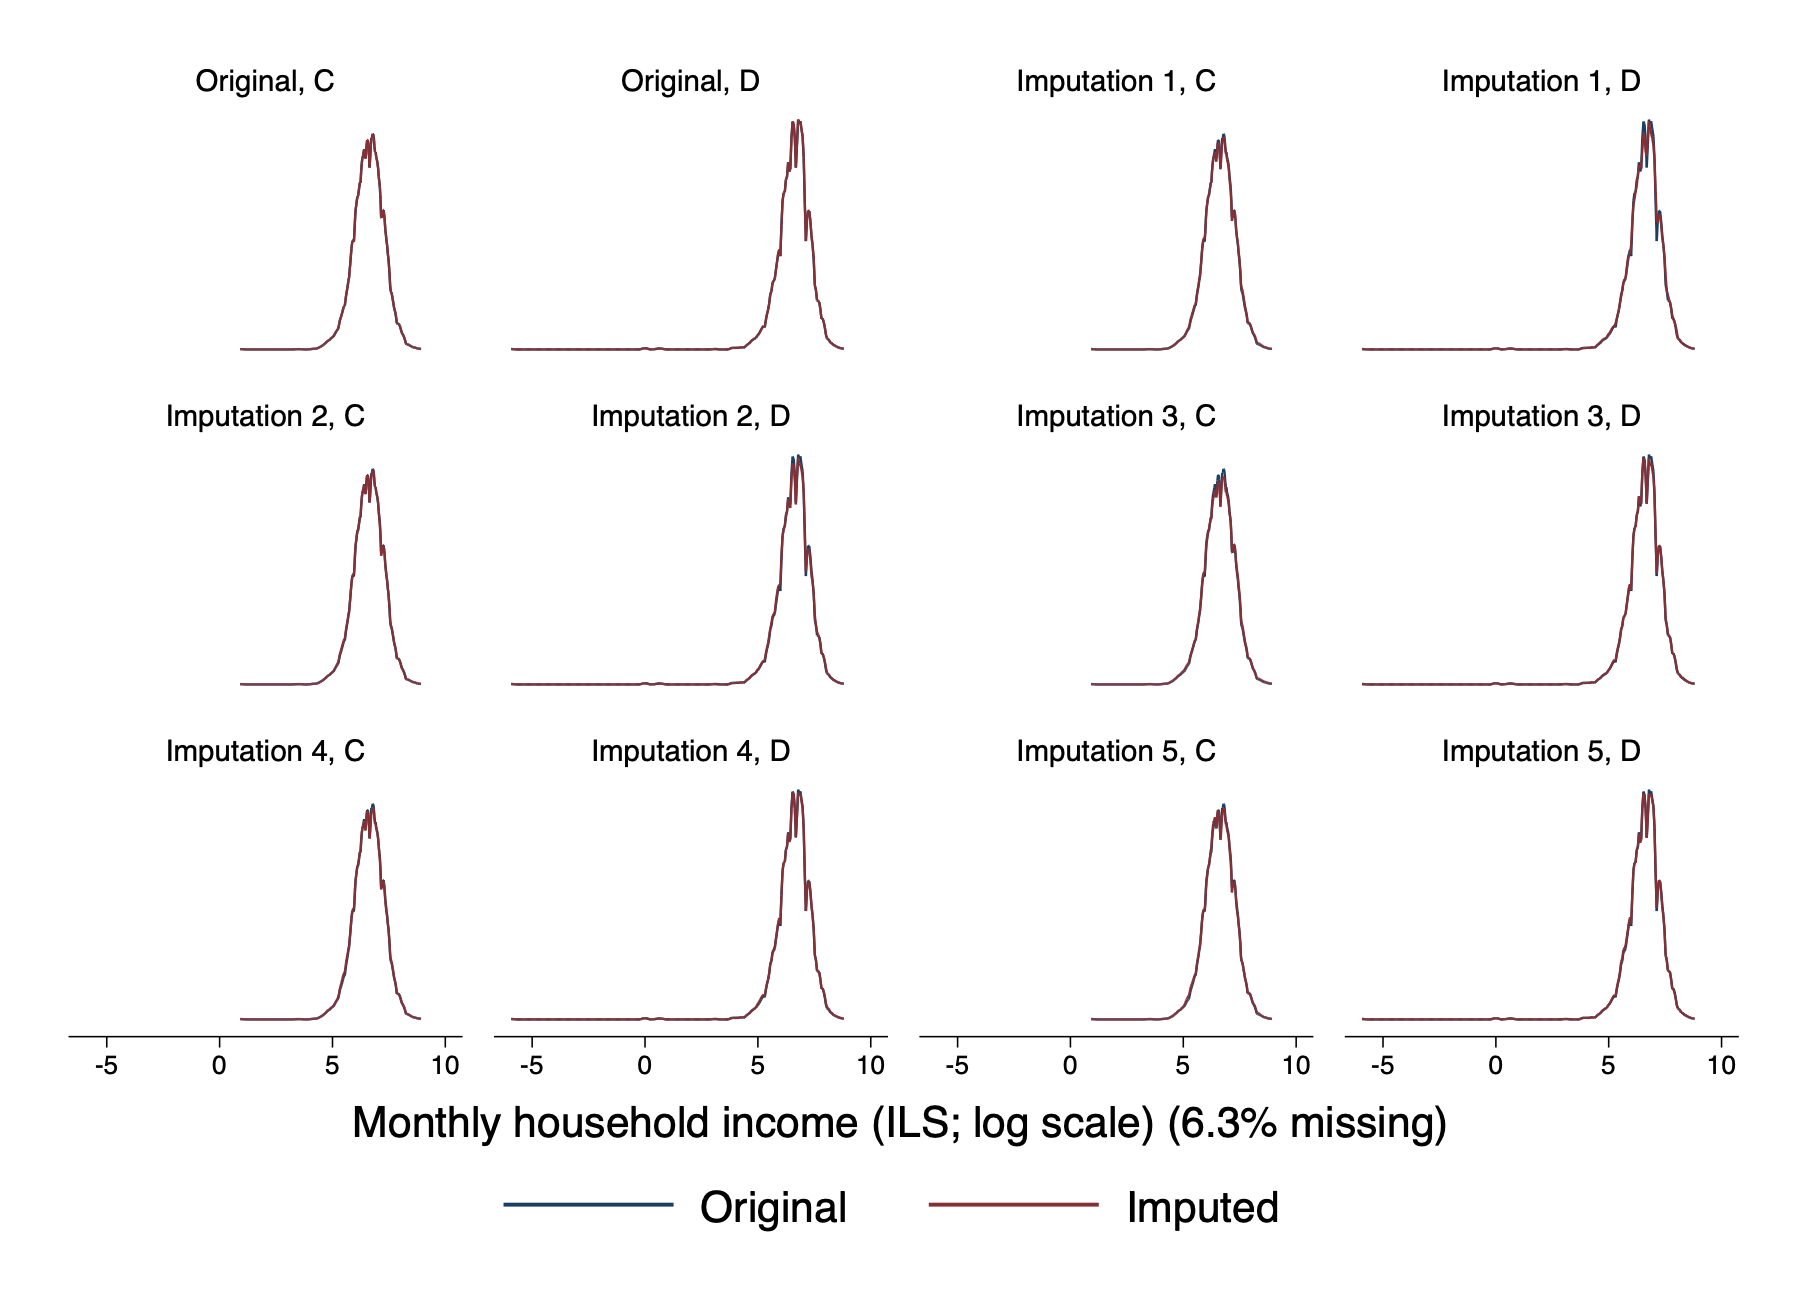 Original, C
Original, D
Imputation 1, C
Imputation 1, D
Imputation 2, C
Imputation 2, D
Imputation 3, C
Imputation 3, D
Imputation 4, C
Imputation 4, D
Imputation 5, C
Imputation 5, D
-5 0 5 10
-5 0 5 10
-5 0 5 10
-5 0 5 10
Monthly household income (ILS; log scale) (6.3% missing)
Original
Imputed